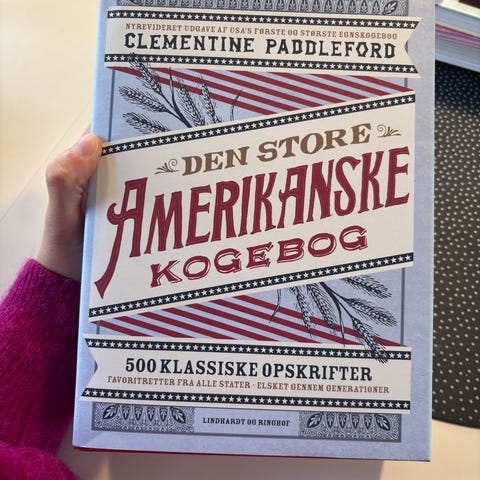 NYREVIDERET UDGAVE AF USA'S FØRSTE OG STØRSTE EGNSKOGEBOG
CLEMENTINE PADDLEFORD
DEN STORE
AMERIKANSKE
KOGEBOG
500 KLASSISKE OPSKRIFTER
FAVORITRETTER FRA ALLE STATER · ELSKET GENNEM GENERATIONER
LINDHARDT OG RINGHOF